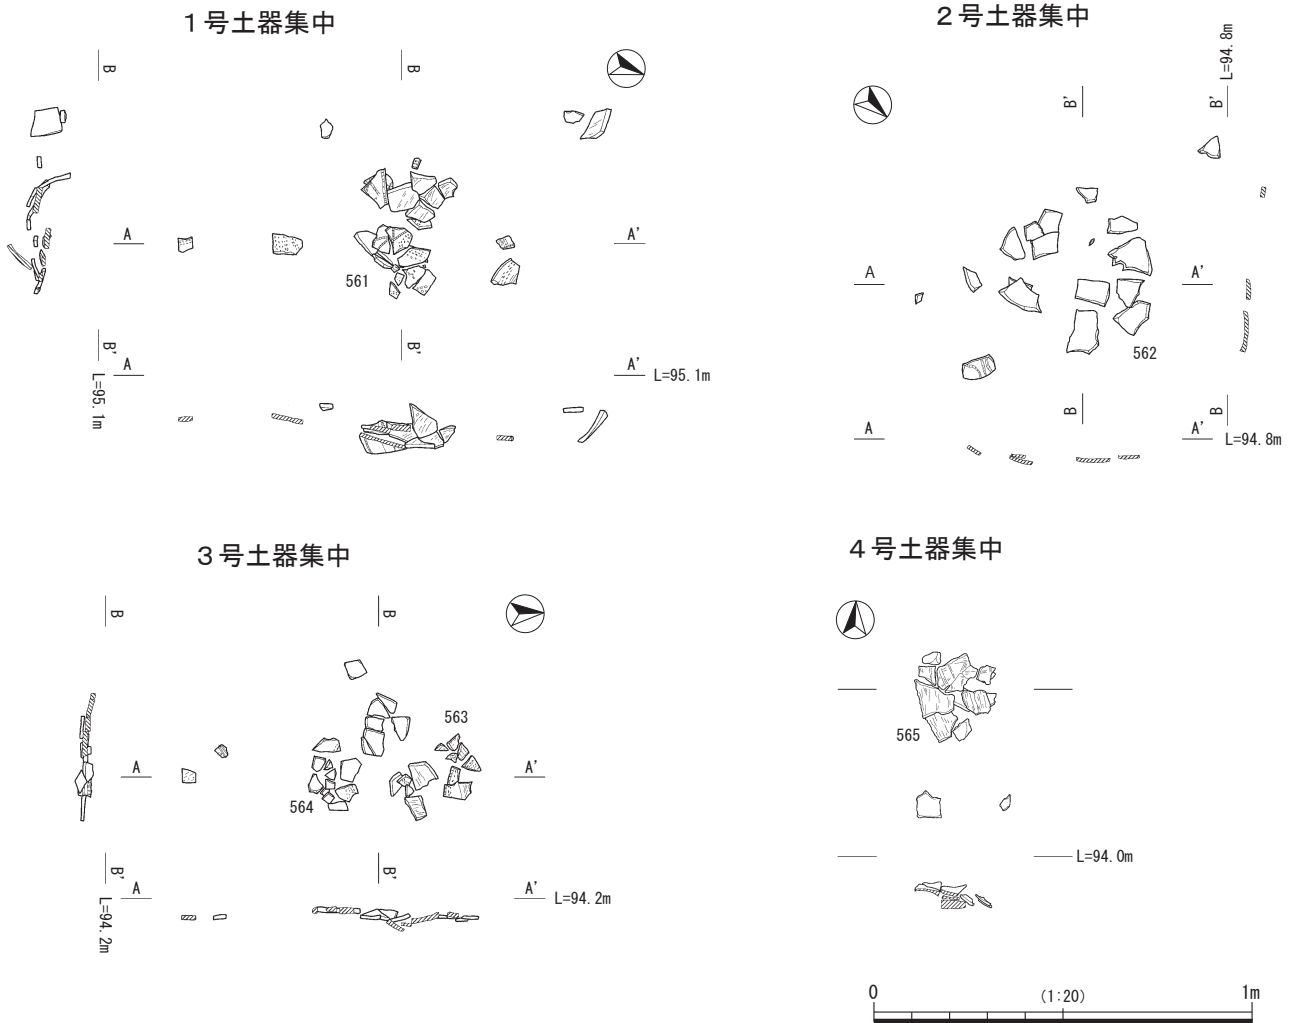 １号土器集中
B
B
A
A'
561
B'
B'
A
A'
L=95.1m
L=95.1m
２号土器集中
L=94.8m
B'
B'
A
A'
562
B
B
A
A'
L=94.8m
３号土器集中
B
B
563
A
A'
564
B'
B'
A
A'
L=94.2m
L=94.2m
４号土器集中
565
L=94.0m
0
(1:20)
1m